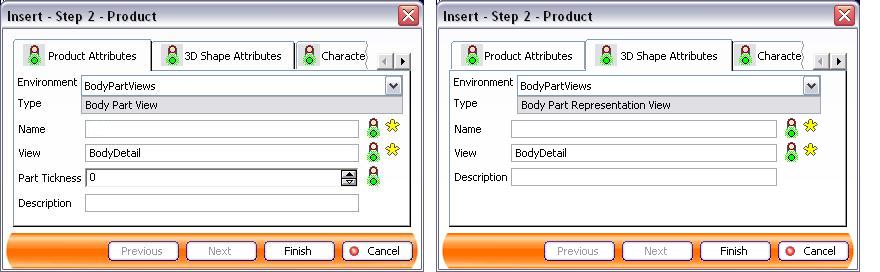 Insert - Step 2 - Product
Product Attributes 3D Shape Attributes Characte
Environment BodyPartViews
Type Body Part View
Name
View BodyDetail
Part Tickness 0
Description
Previous Next Finish Cancel
Insert - Step 2 - Product
Product Attributes 3D Shape Attributes Characte
Environment BodyPartViews
Type Body Part Representation View
Name
View BodyDetail
Description
Previous Next Finish Cancel